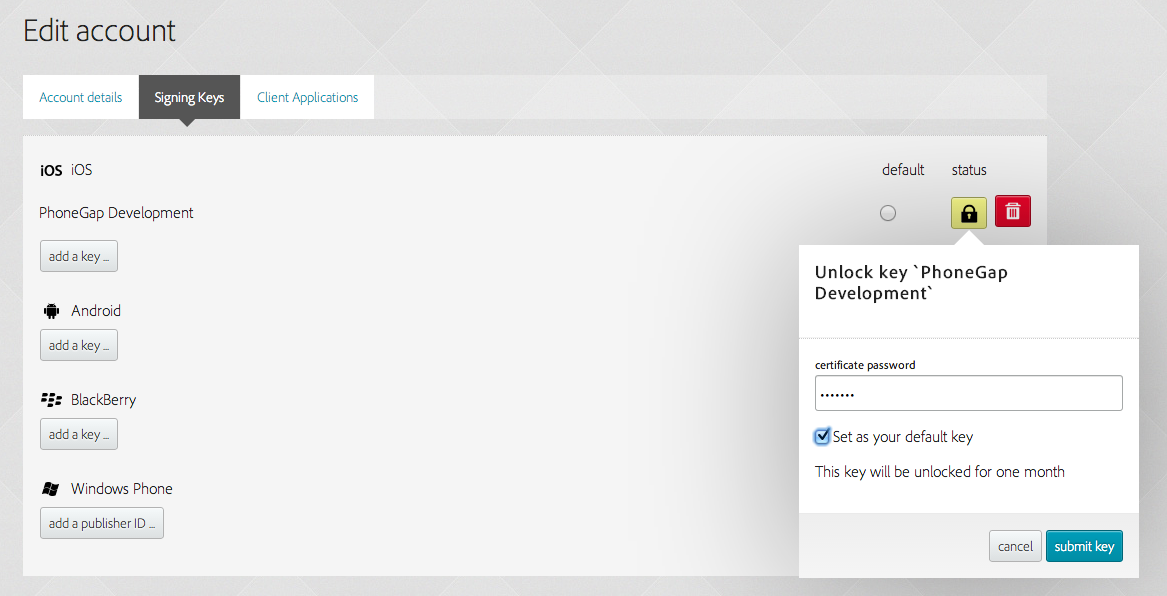 Edit account
Account details Signing Keys Client Applications
iOS iOS default status
PhoneGap Development
add a key ...
Android
add a key ...
BlackBerry
add a key ...
Windows Phone
add a publisher ID ...
Unlock key `PhoneGap
Development`
certificate password
•••••••
Set as your default key
This key will be unlocked for one month
cancel submit key